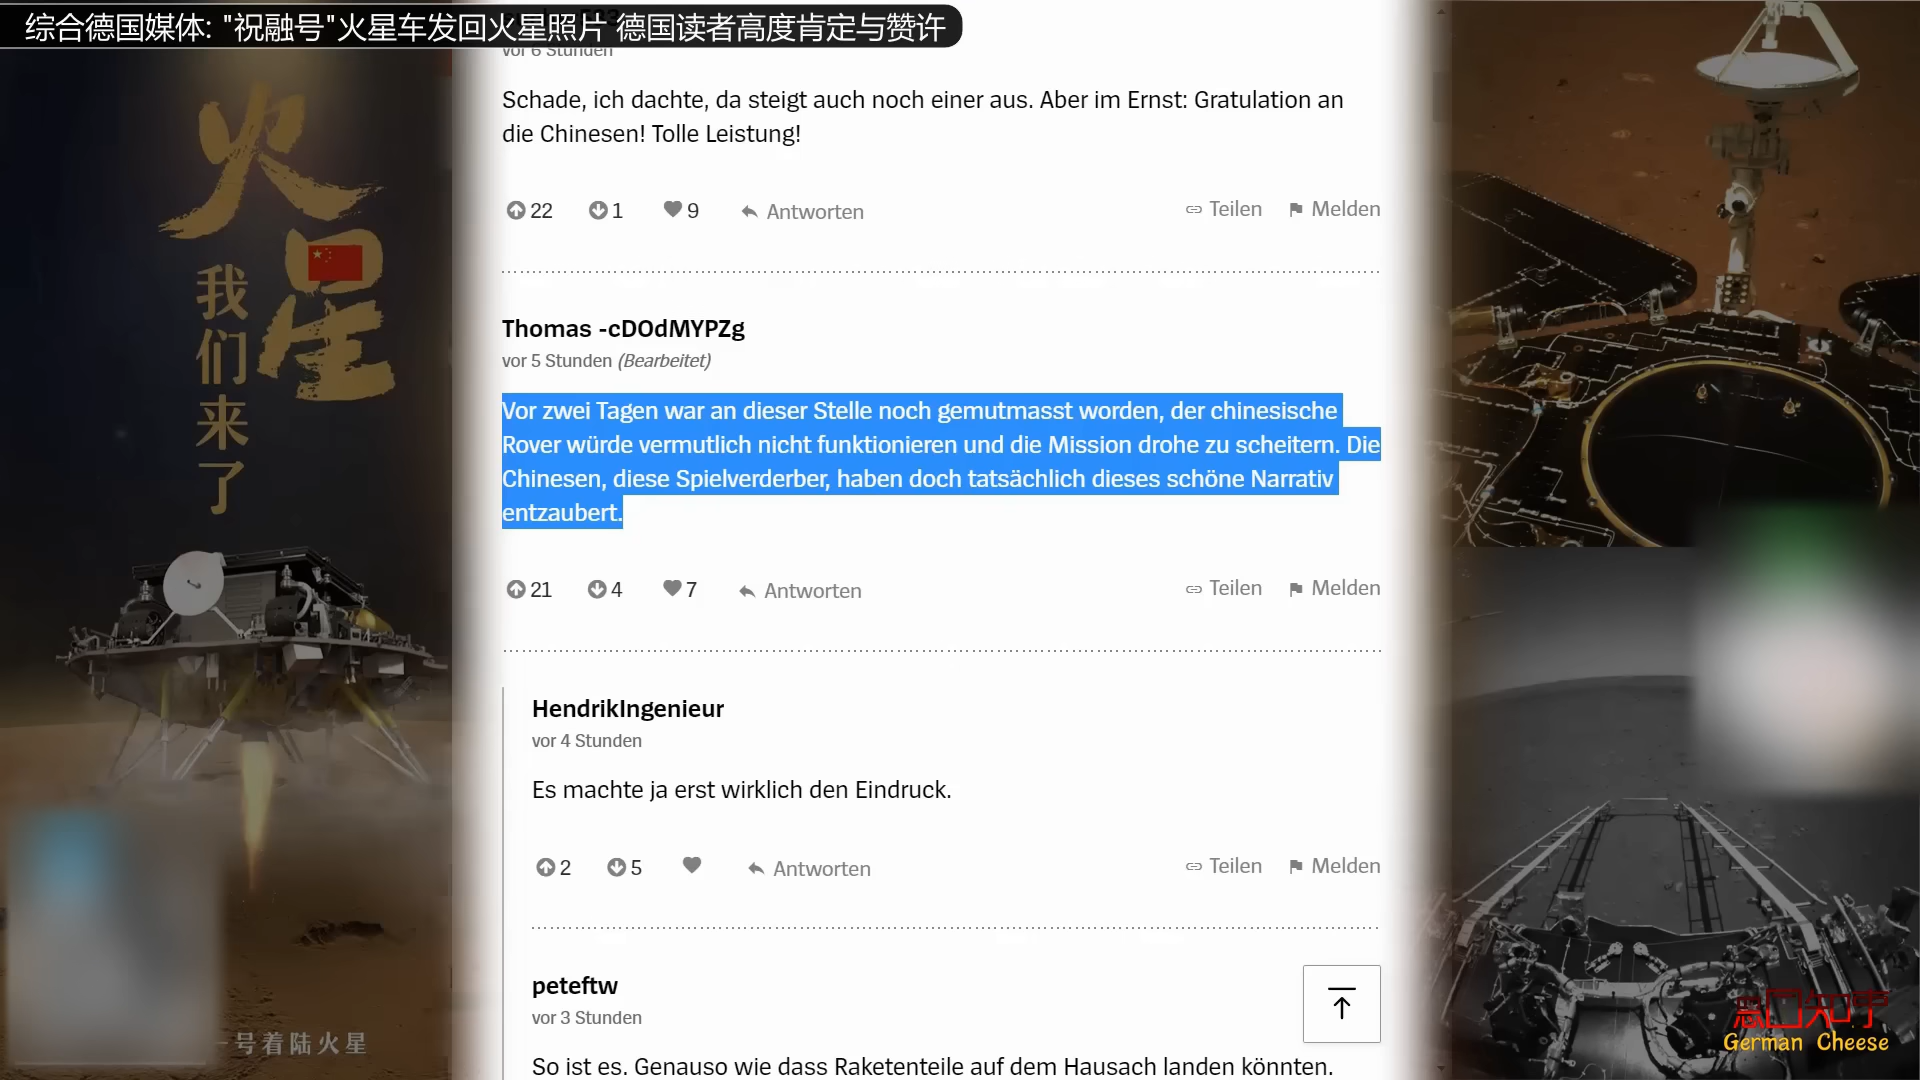 综合德国媒体: "祝融号"火星车发回火星照片 德国读者高度肯定与赞许
vor 6 Stunden
Schade, ich dachte, da steigt auch noch einer aus. Aber im Ernst: Gratulation an
die Chinesen! Tolle Leistung!
22 1 9 Antworten Teilen Melden
Thomas -cDOdMYPZg
vor 5 Stunden (Bearbeitet)
Vor zwei Tagen war an dieser Stelle noch gemutmasst worden, der chinesische
Rover würde vermutlich nicht funktionieren und die Mission drohe zu scheitern. Die
Chinesen, diese Spielverderber, haben doch tatsächlich dieses schöne Narrativ
entzaubert.
21 4 7 Antworten Teilen Melden
HendrikIngenieur
vor 4 Stunden
Es machte ja erst wirklich den Eindruck.
2 5 Antworten Teilen Melden
peteftw
vor 3 Stunden
So ist es. Genauso wie dass Raketenteile auf dem Hausach landen könnten.
火星
我们来了
一号着陆火星
German Cheese